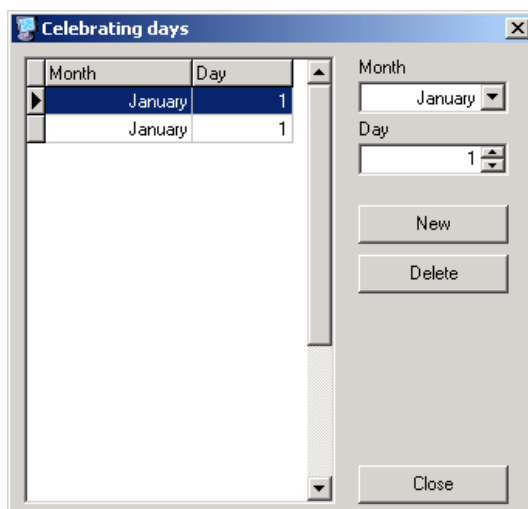 Celebrating days
Month Day
January 1
January 1
Month
January
Day
1
New
Delete
Close